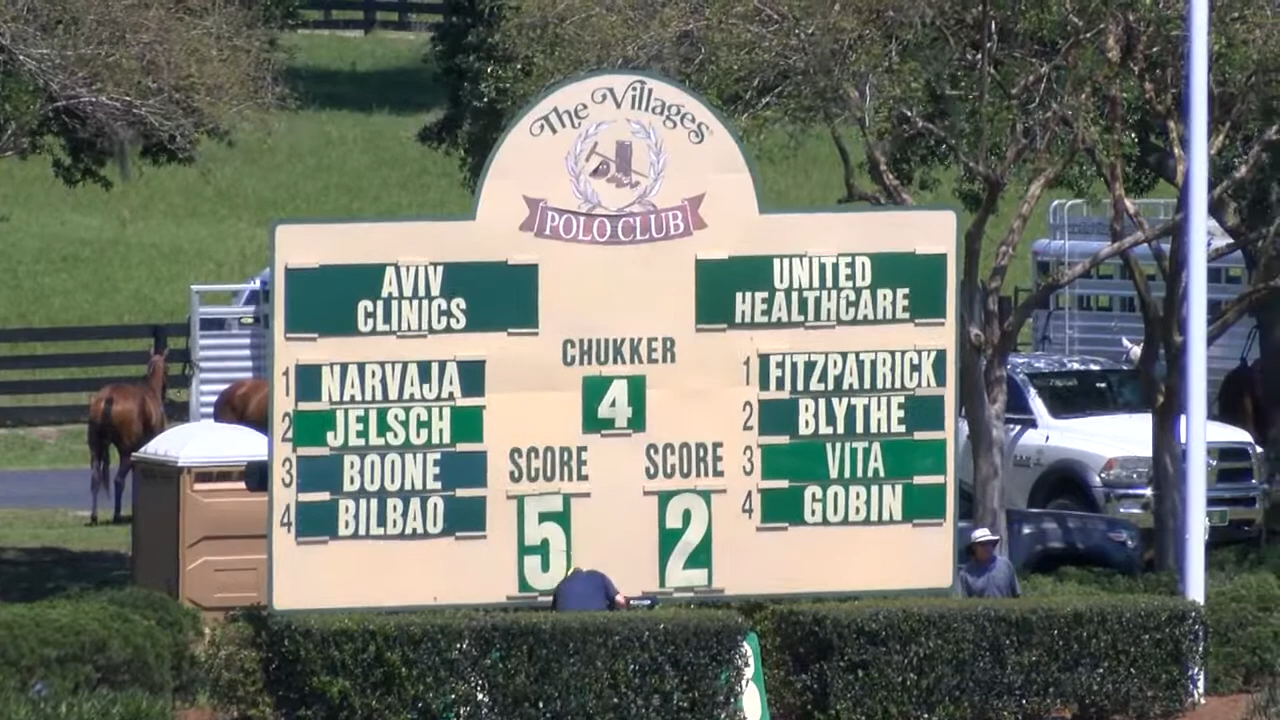 The Villages
POLO CLUB
AVIV
CLINICS
UNITED
HEALTHCARE
CHUKKER
4
1 NARVAJA
2 JELSCH
3 BOONE
4 BILBAO
SCORE
5
SCORE
2
1 FITZPATRICK
2 BLYTHE
3 VITA
4 GOBIN